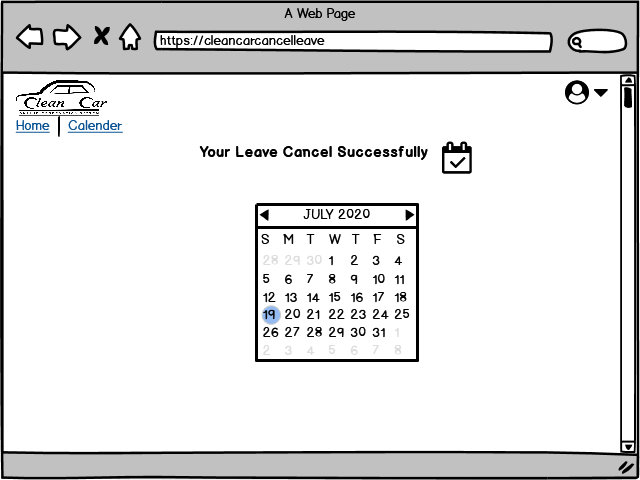 A Web Page
https://cleancarcancelleave
Clean Car
Home | Calender
Your Leave Cancel Successfully
JULY 2020
S M T W T F S
28 29 30 1 2 3 4
5 6 7 8 9 10 11
12 13 14 15 16 17 18
19 20 21 22 23 24 25
26 27 28 29 30 31 1
2 3 4 5 6 7 8